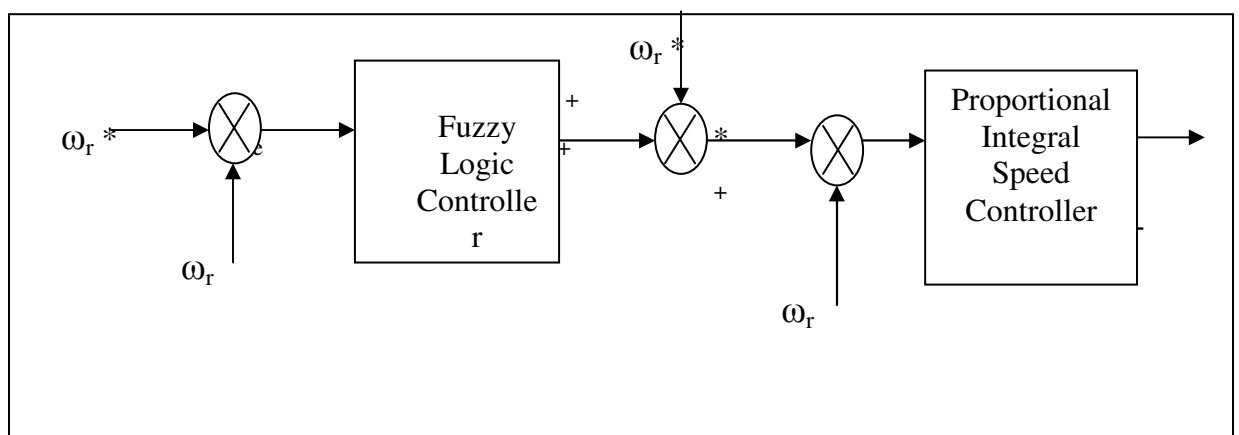 ωr *
+
ωr *
e
Fuzzy
Logic
Controlle
r
+
*
+
Proportional
Integral
Speed
Controller
-
ωr
ωr